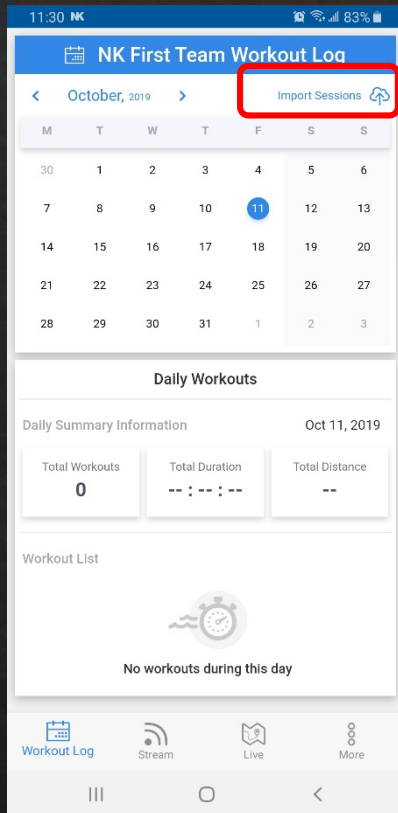 11:30 NK 83%
NK First Team Workout Log
October, 2019 Import Sessions
M T W T F S S
30 1 2 3 4 5 6
7 8 9 10 11 12 13
14 15 16 17 18 19 20
21 22 23 24 25 26 27
28 29 30 31 1 2 3
Daily Workouts
Daily Summary Information Oct 11, 2019
Total Workouts Total Duration Total Distance
0 -- : -- : -- --
Workout List
No workouts during this day
Workout Log Stream Live More